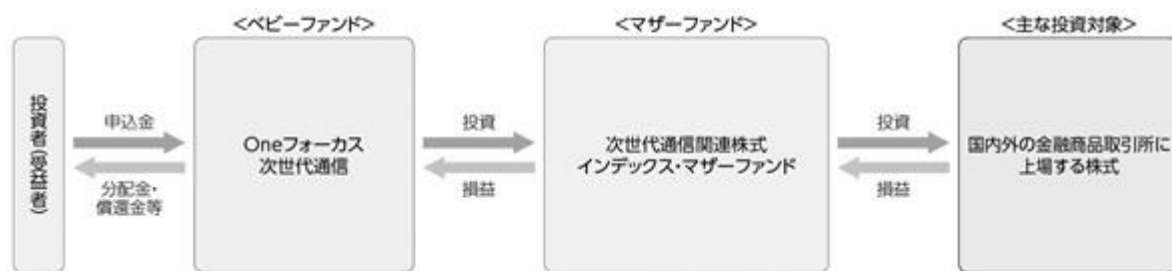 <ベビーファンド>
<マザーファンド>
<主な投資対象>
投資者(受益者)
申込金
分配金・
償還金等
Oneフォーカス
次世代通信
投資
損益
次世代通信関連株式
インデックス・マザーファンド
投資
損益
国内外の金融商品取引所に
上場する株式